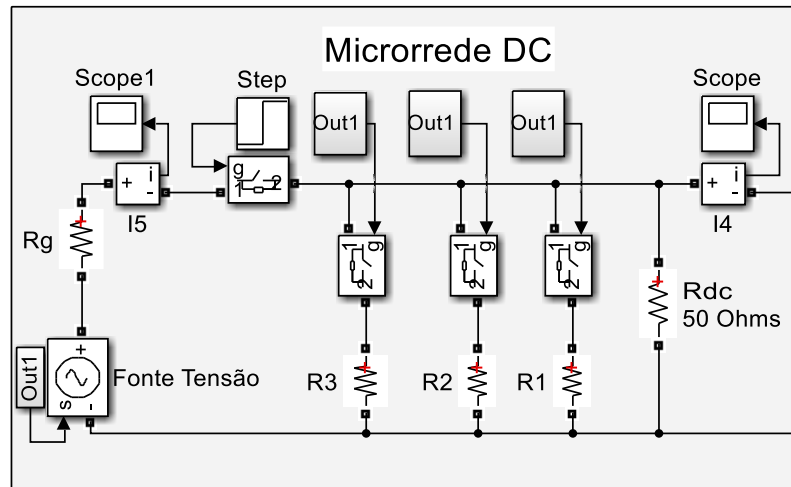 Microrrede DC
Scope1
Step
Scope
Out1
Out1
Out1
+
i
-
g
1
2
+
i
-
I5
I4
Rg
1
g
2
1
g
2
1
g
2
Rdc
50 Ohms
Out1
+
s
-
Fonte Tensão
R3
R2
R1